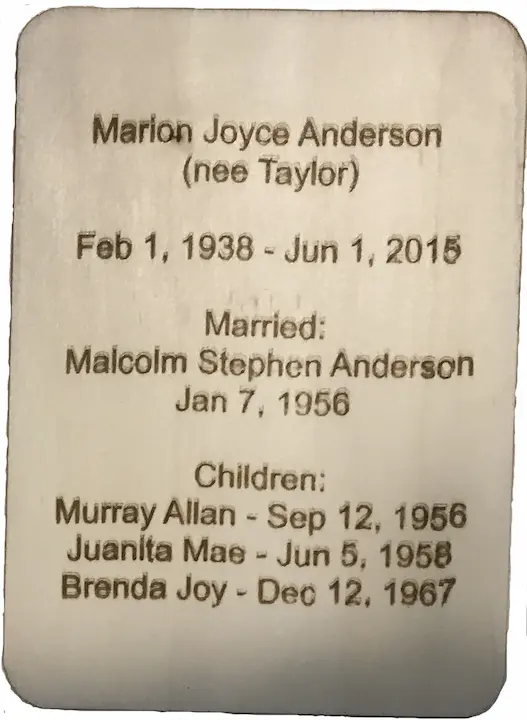 Marion Joyce Anderson
(nee Taylor)
Feb 1, 1938 - Jun 1, 2015
Married:
Malcolm Stephen Anderson
Jan 7, 1956
Children:
Murray Allan - Sep 12, 1956
Juanita Mae - Jun 5, 1958
Brenda Joy - Dec 12, 1967